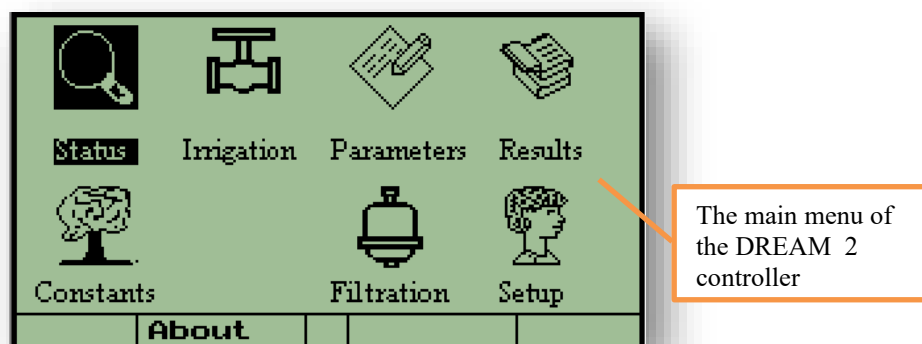 Status Irrigation Parameters Results
Constants Filtration Setup
About
The main menu of
the DREAM 2
controller